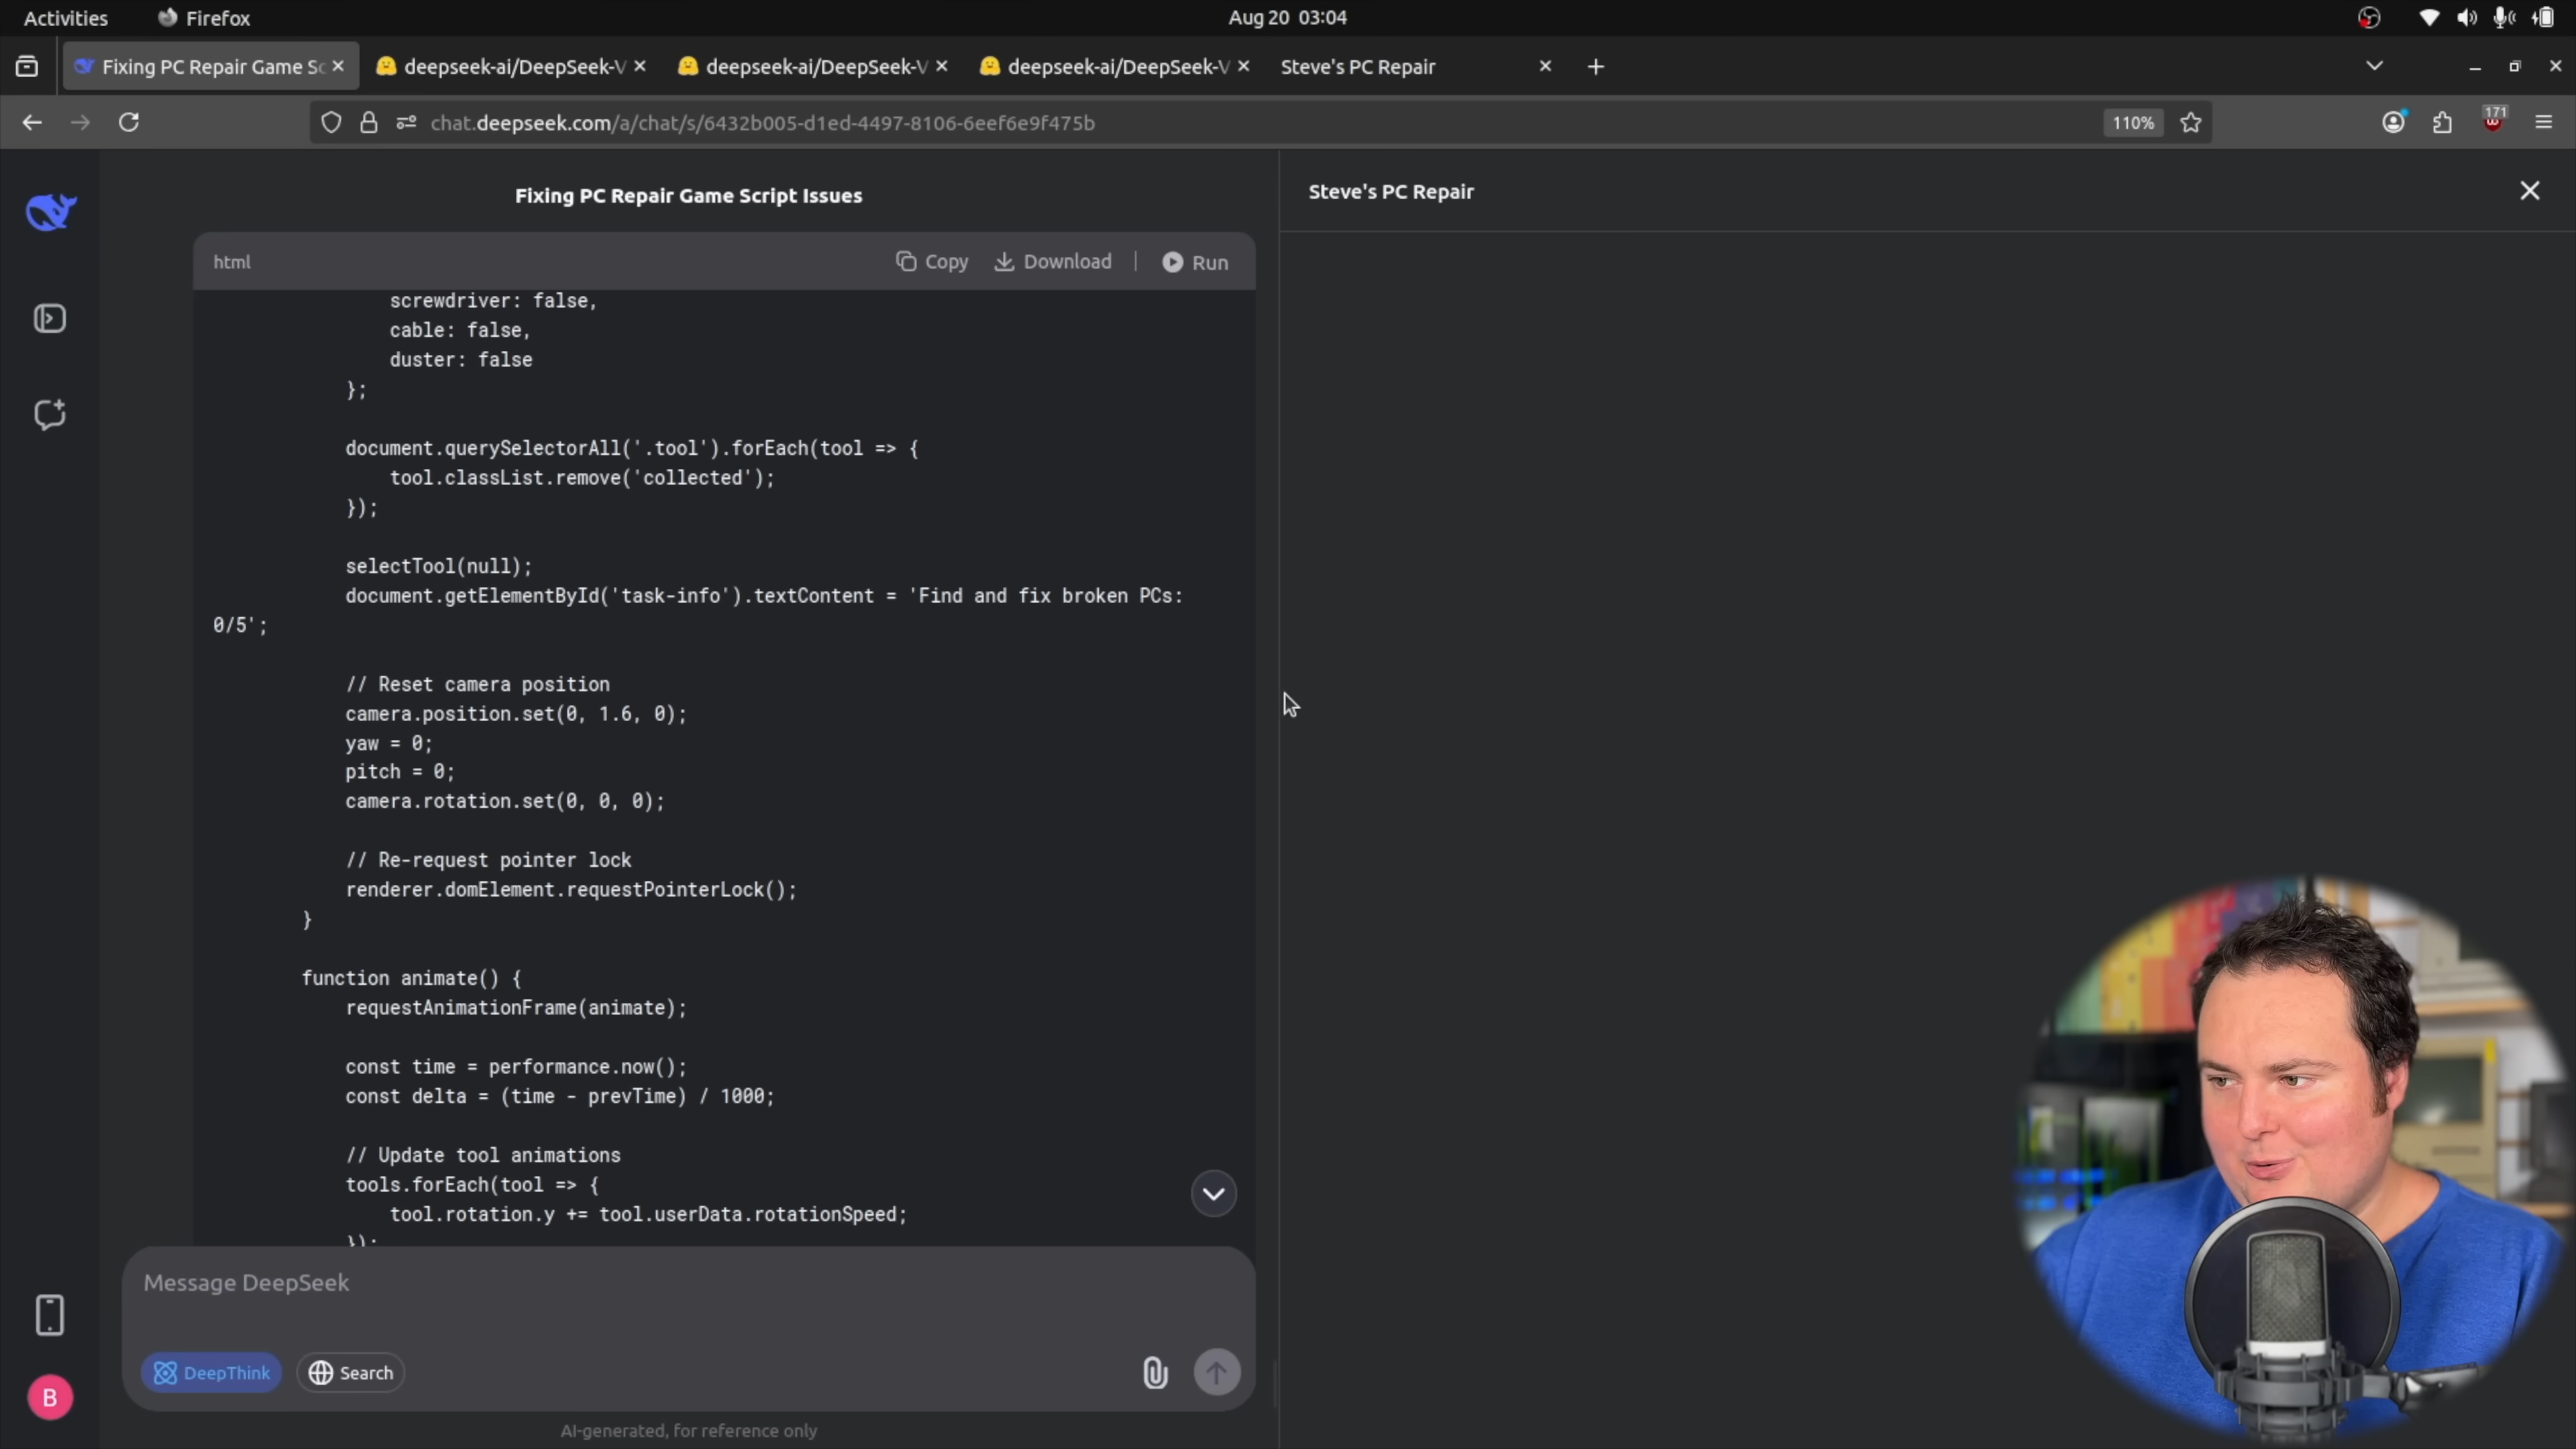 Activities
Firefox
Aug 20 03:04
Fixing PC Repair Game Sc
deepseek-ai/DeepSeek-V
deepseek-ai/DeepSeek-V
deepseek-ai/DeepSeek-V
Steve's PC Repair
chat.deepseek.com/a/chat/s/6432b005-d1ed-4497-8106-6eef6e9f475b
110%
171
Fixing PC Repair Game Script Issues
Steve's PC Repair
html
Copy
Download
Run
screwdriver: false,
cable: false,
duster: false
};
document.querySelectorAll('.tool').forEach(tool => {
tool.classList.remove('collected');
});
selectTool(null);
document.getElementById('task-info').textContent = 'Find and fix broken PCs:
0/5';
// Reset camera position
camera.position.set(0, 1.6, 0);
yaw = 0;
pitch = 0;
camera.rotation.set(0, 0, 0);
// Re-request pointer lock
renderer.domElement.requestPointerLock();
}
function animate() {
requestAnimationFrame(animate);
const time = performance.now();
const delta = (time - prevTime) / 1000;
// Update tool animations
tools.forEach(tool => {
tool.rotation.y += tool.userData.rotationSpeed;
});
Message DeepSeek
DeepThink
Search
B
AI-generated, for reference only